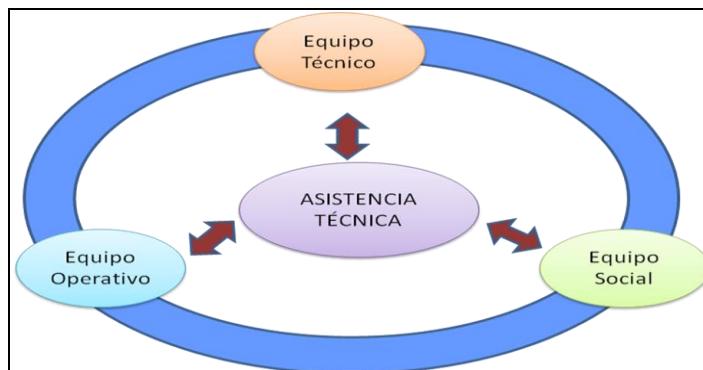 Equipo
Técnico
ASISTENCIA
TÉCNICA
Equipo
Operativo
Equipo
Social